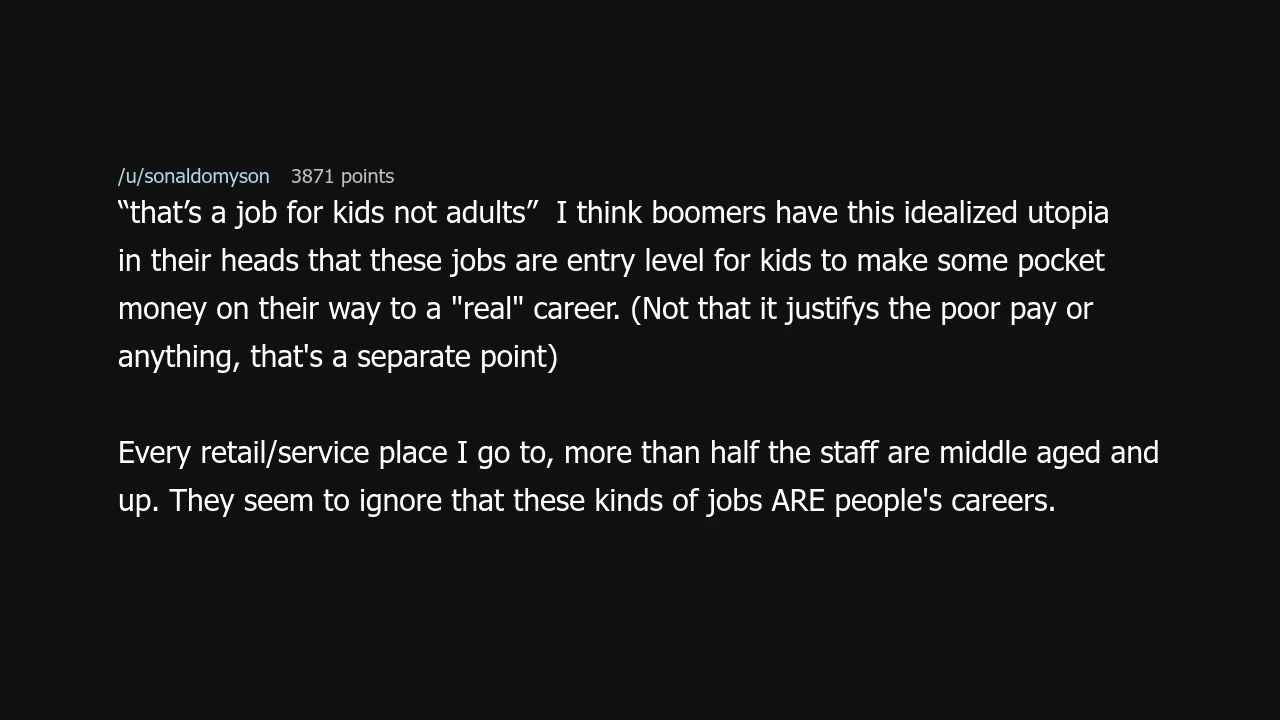 /u/sonaldomyson 3871 points
“that’s a job for kids not adults”  I think boomers have this idealized utopia
in their heads that these jobs are entry level for kids to make some pocket
money on their way to a "real" career. (Not that it justifys the poor pay or
anything, that's a separate point)
Every retail/service place I go to, more than half the staff are middle aged and
up. They seem to ignore that these kinds of jobs ARE people's careers.